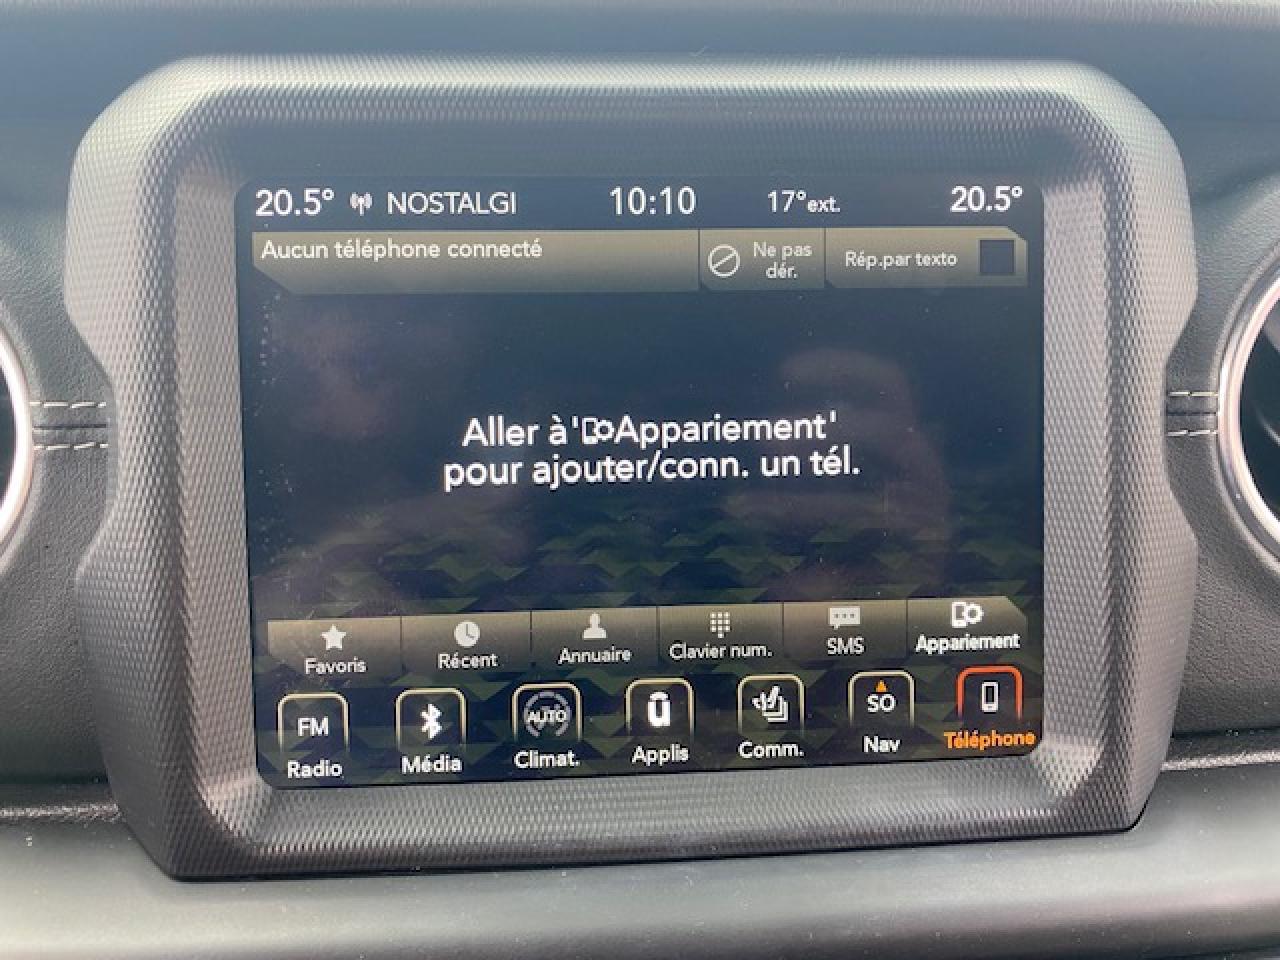 20.5° NOSTALGI 10:10 17°ext. 20.5°
Aucun téléphone connecté
Ne pas
dér.
Rép.par texto
Aller à 'Appariement'
pour ajouter/conn. un tél.
Favoris Récent Annuaire Clavier num. SMS Appariement
FM AUTO SO
Radio Média Climat. Applis Comm. Nav Téléphone